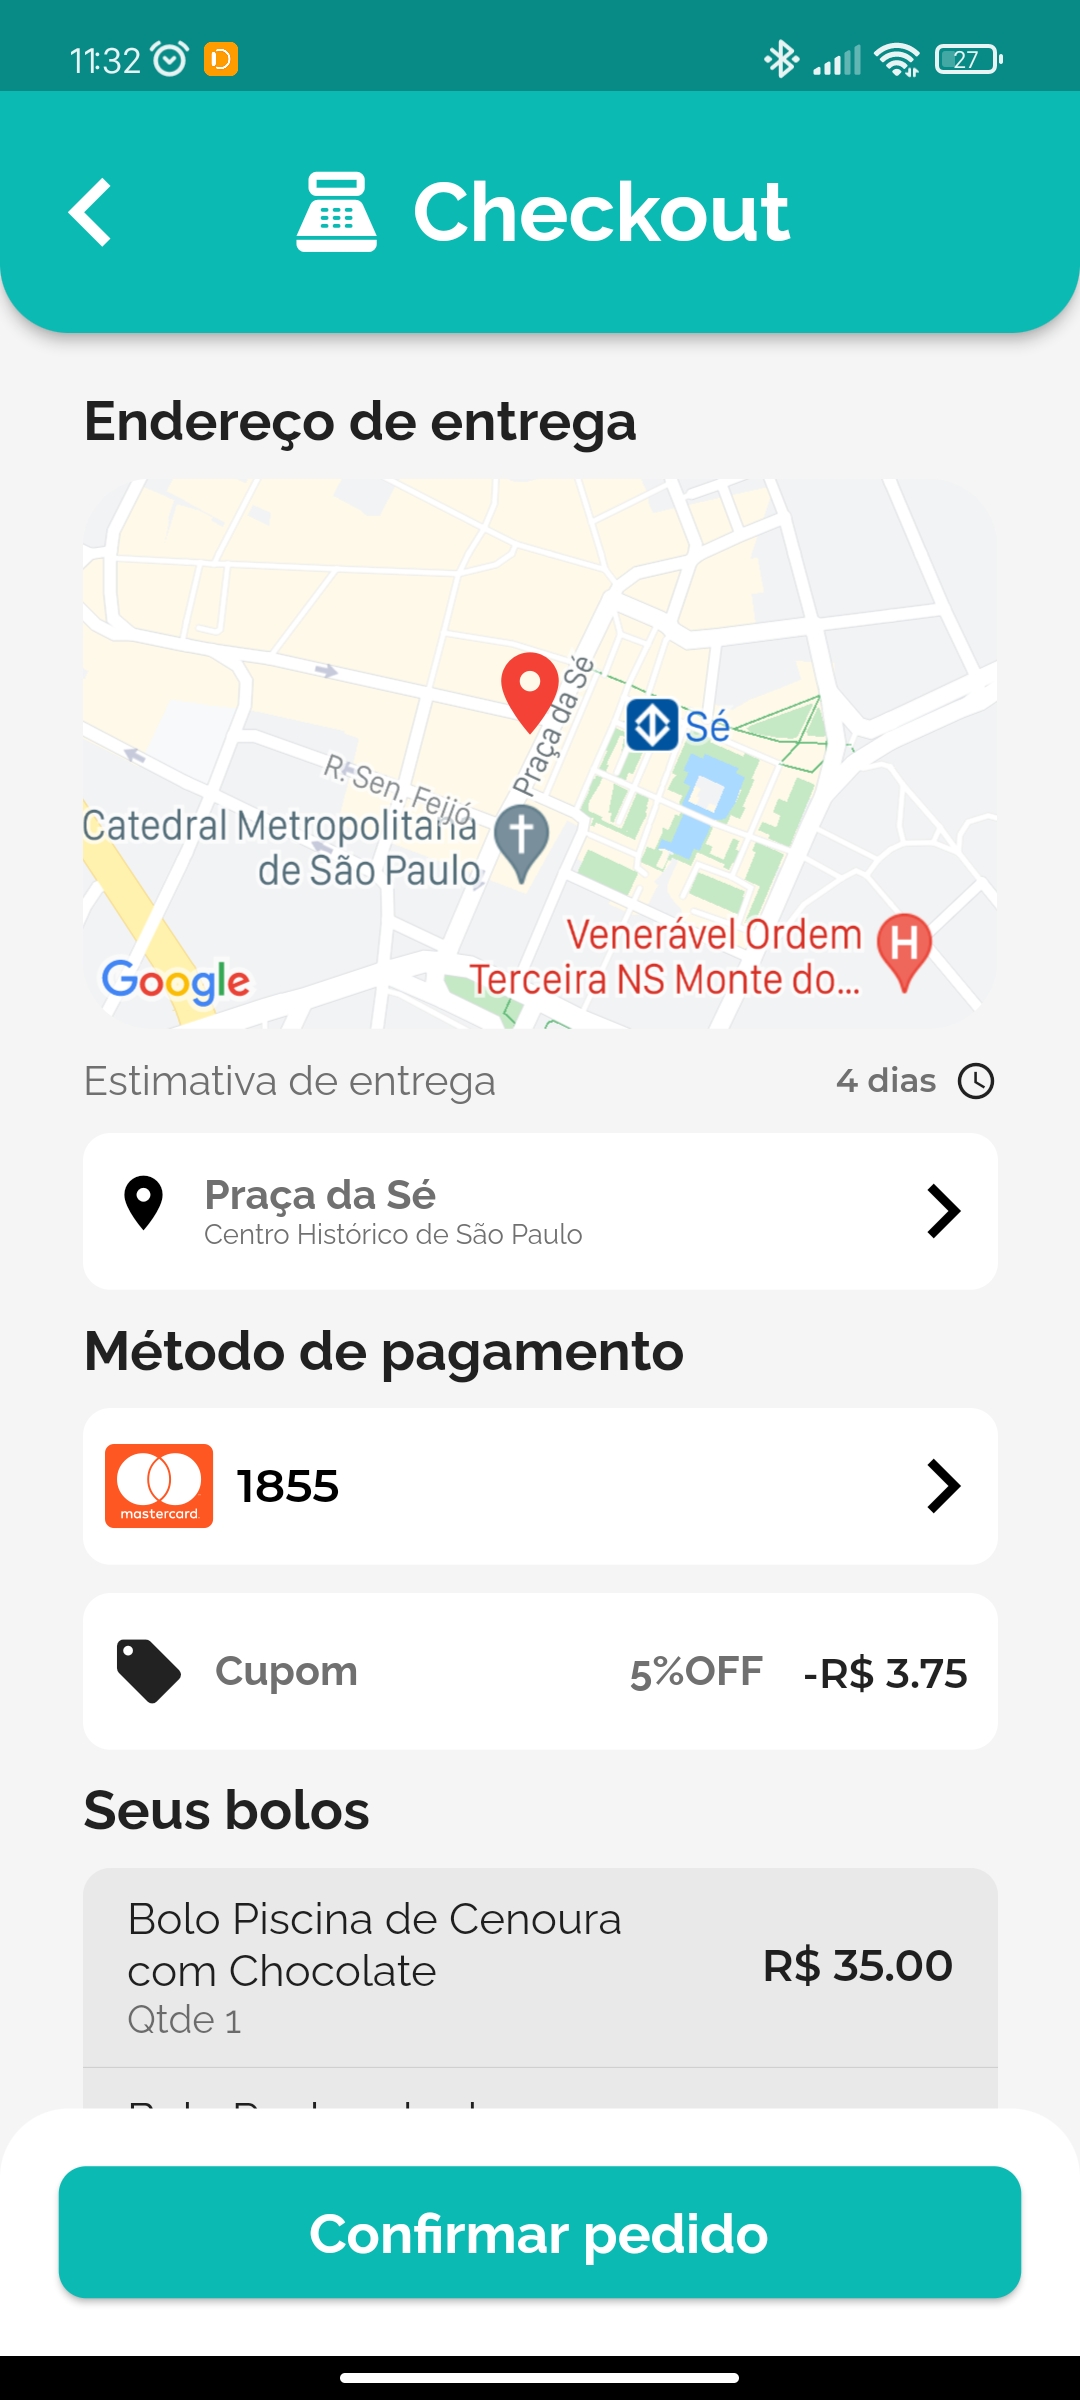 11:32
27
Checkout
Endereço de entrega
Praça da Sé
Sé
R. Sen. Feijó
Catedral Metropolitana
de São Paulo
Venerável Ordem
Terceira NS Monte do...
H
Google
Estimativa de entrega 4 dias
Praça da Sé
Centro Histórico de São Paulo
Método de pagamento
mastercard.
1855
Cupom 5%OFF -R$ 3.75
Seus bolos
Bolo Piscina de Cenoura
com Chocolate
R$ 35.00
Qtde 1
Confirmar pedido